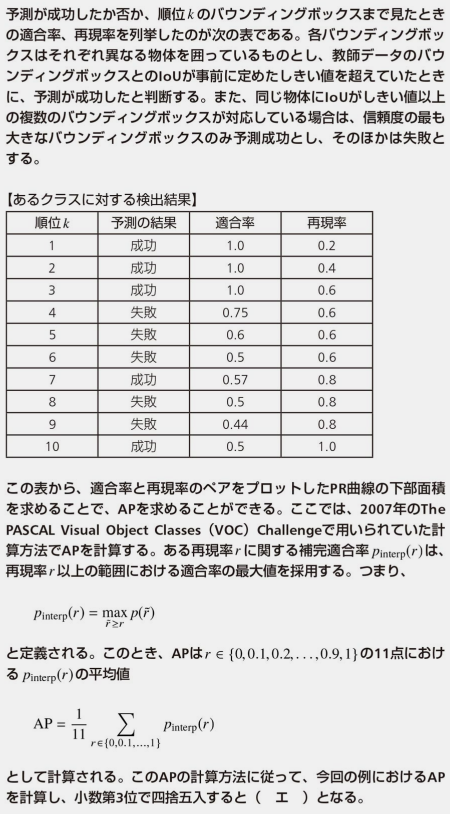 予測が成功したか否か、順位kのバウンディングボックスまで見たとき
の適合率、再現率を列挙したのが次の表である。各バウンディングボッ
クスはそれぞれ異なる物体を囲っているものとし、教師データのバウ
ンディングボックスとのIoUが事前に定めたしきい値を超えていたとき
に、予測が成功したと判断する。また、同じ物体にIoUがしきい値以上
の複数のバウンディングボックスが対応している場合は、信頼度の最も
大きなバウンディングボックスのみ予測成功とし、そのほかは失敗と
する。
【あるクラスに対する検出結果】
順位k 予測の結果 適合率 再現率
1 成功 1.0 0.2
2 成功 1.0 0.4
3 成功 1.0 0.6
4 失敗 0.75 0.6
5 失敗 0.6 0.6
6 失敗 0.5 0.6
7 成功 0.57 0.8
8 失敗 0.5 0.8
9 失敗 0.44 0.8
10 成功 0.5 1.0
この表から、適合率と再現率のペアをプロットしたPR曲線の下部面積
を求めることで、APを求めることができる。ここでは、2007年のThe
PASCAL Visual Object Classes（VOC）Challengeで用いられていた計
算方法でAPを計算する。ある再現率rに関する補完適合率p_interp(r)は、
再現率r以上の範囲における適合率の最大値を採用する。つまり、
p_interp(r) = max_{r̃≥r} p(r̃)
と定義される。このとき、APはr ∈ {0,0.1,0.2,...,0.9,1}の11点におけ
る p_interp(r)の平均値
AP = 1/11 ∑_{r∈{0,0.1,...,1}} p_interp(r)
として計算される。このAPの計算方法に従って、今回の例におけるAP
を計算し、小数第3位で四捨五入すると（　エ　）となる。